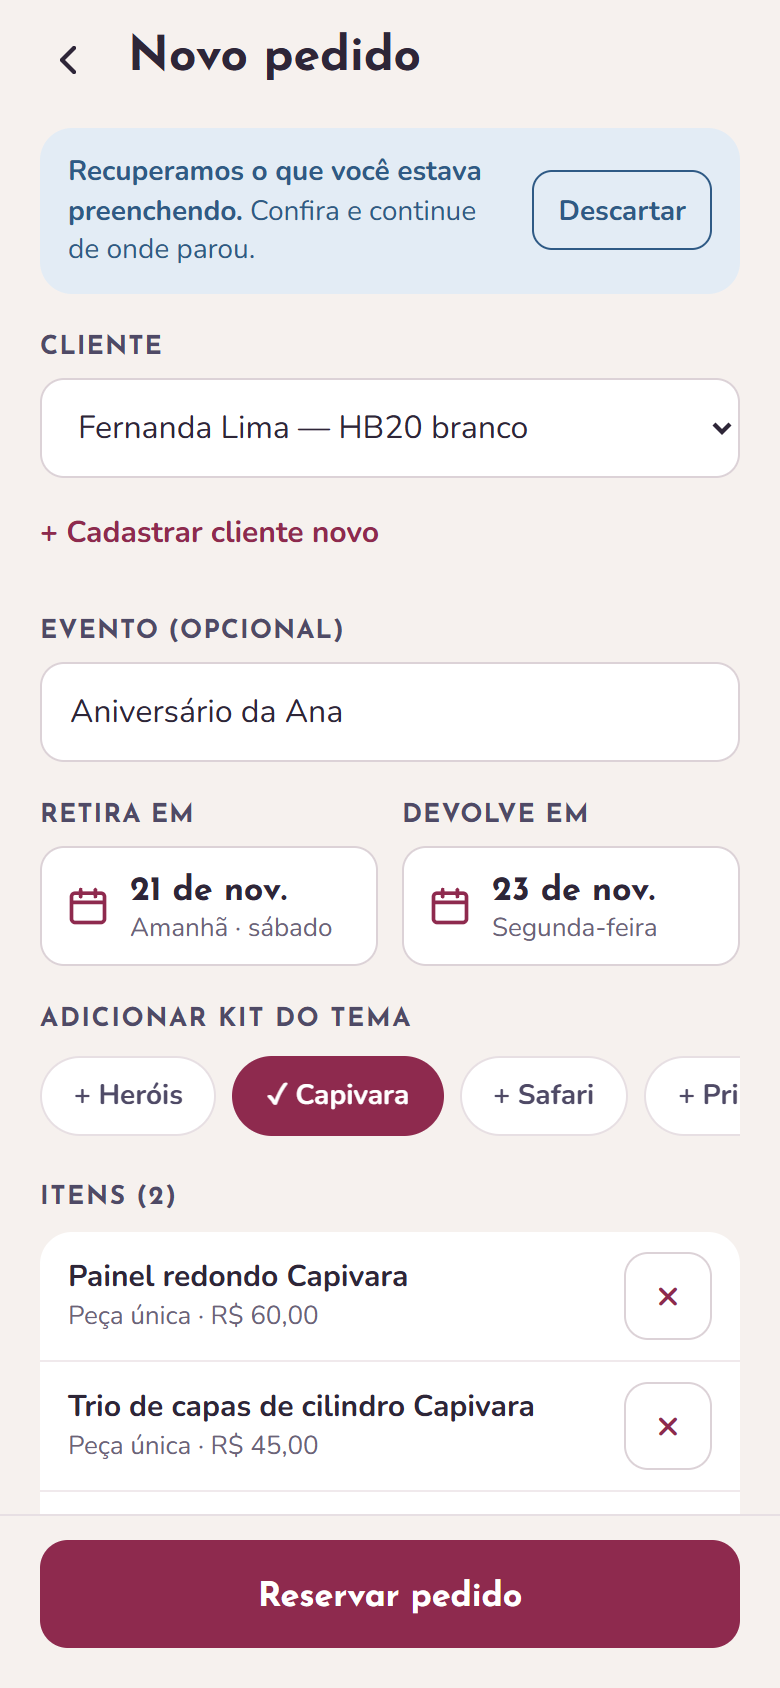 Novo pedido
Recuperamos o que você estava
preenchendo. Confira e continue
de onde parou.
Descartar
CLIENTE
Fernanda Lima — HB20 branco
+ Cadastrar cliente novo
EVENTO (OPCIONAL)
Aniversário da Ana
RETIRA EM
DEVOLVE EM
21 de nov.
Amanhã · sábado
23 de nov.
Segunda-feira
ADICIONAR KIT DO TEMA
+ Heróis
✓ Capivara
+ Safari
+ Pri
ITENS (2)
Painel redondo Capivara
Peça única · R$ 60,00
Trio de capas de cilindro Capivara
Peça única · R$ 45,00
Reservar pedido